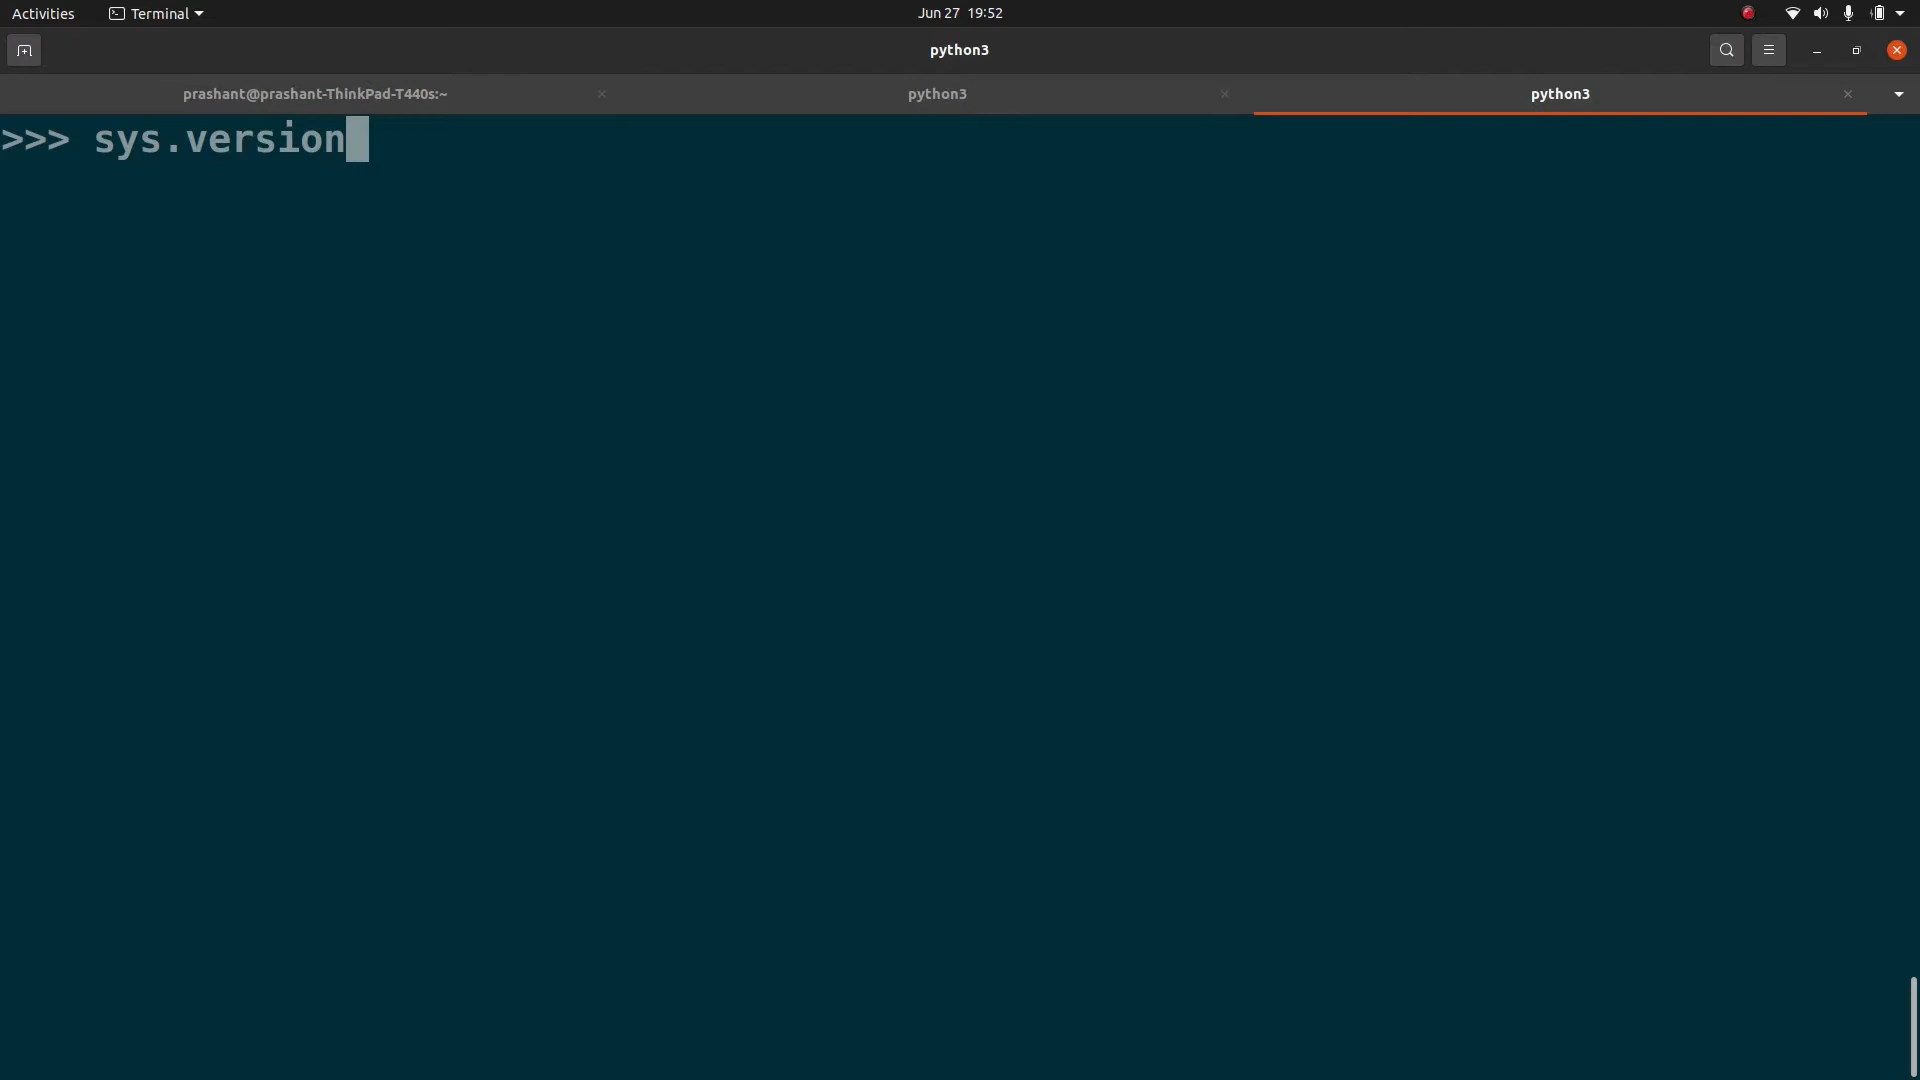 Activities Terminal Jun 27 19:52
python3
prashant@prashant-ThinkPad-T440s:~ python3 python3
>>> sys.version